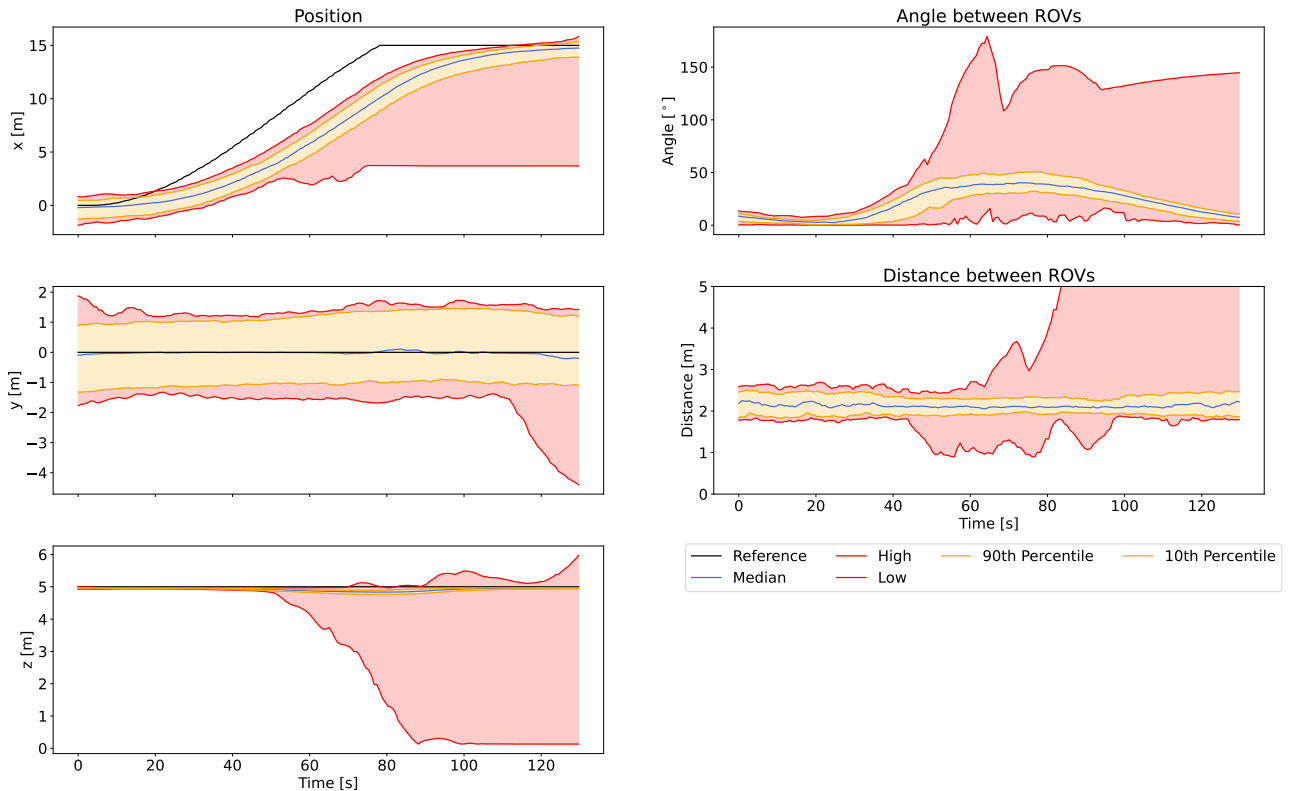 Position
x [m]
15
10
5
0
Angle between ROVs
Angle [°]
150
100
50
0
y [m]
2
1
0
−1
−2
−3
−4
Distance between ROVs
Distance [m]
5
4
3
2
1
0
0 20 40 60 80 100 120
Time [s]
Reference High 90th Percentile 10th Percentile
Median Low
z [m]
6
5
4
3
2
1
0
0 20 40 60 80 100 120
Time [s]